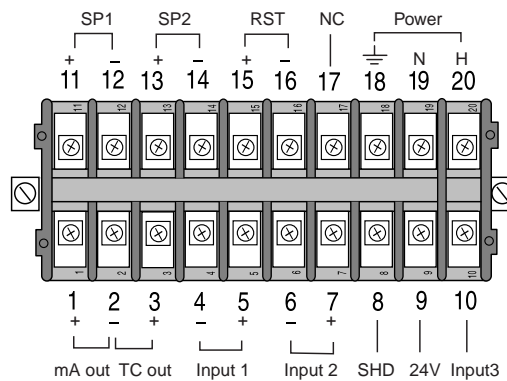 SP1 SP2 RST NC Power
+ − + − + − N H
11 12 13 14 15 16 17 18 19 20
11 12 13 14 15 16 17 18 19 20
1 2 3 4 5 6 7 8 9 10
1 2 3 4 5 6 7 8 9 10
+ − + − + − +
mA out TC out Input 1 Input 2 SHD 24V Input3